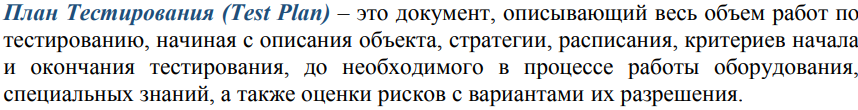 План Тестирования (Test Plan) – это документ, описывающий весь объем работ по
тестированию, начиная с описания объекта, стратегии, расписания, критериев начала
и окончания тестирования, до необходимого в процессе работы оборудования,
специальных знаний, а также оценки рисков с вариантами их разрешения.